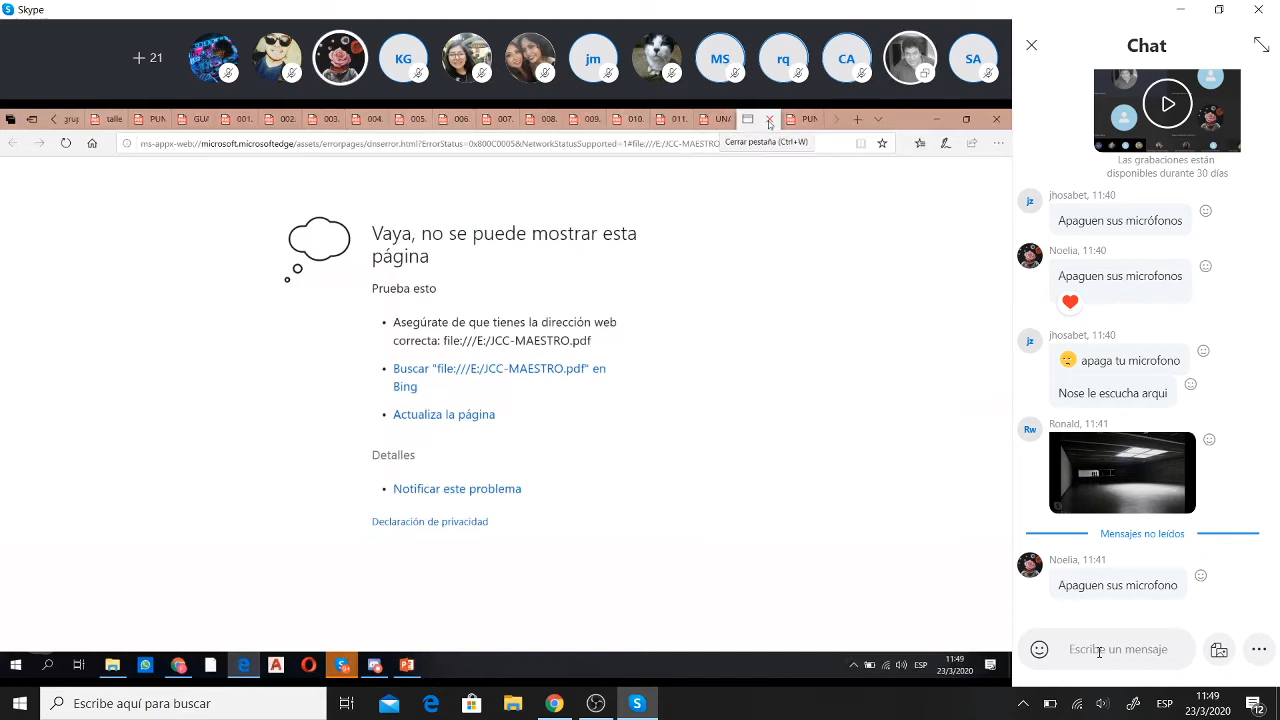 Skype
+ 21
KG
jm
MS
rq
CA
SA
001.
talle
PUN
GUA
001.
002.
003.
004.
005.
007.
008.
009.
010.
011.
UN/
PUN
ms-appx-web://microsoft.microsoftedge/assets/errorpages/dnserror.html?ErrorStatus=0x800C0005&NetworkStatusSupported=1#file:///E:/JCC-MAESTRO
Cerrar pestaña (Ctrl+W)
Vaya, no se puede mostrar esta
página
Prueba esto
• Asegúrate de que tienes la dirección web
correcta: file:///E:/JCC-MAESTRO.pdf
• Buscar "file:///E:/JCC-MAESTRO.pdf" en
Bing
• Actualiza la página
Detalles
• Notificar este problema
Declaración de privacidad
ESP
11:49
23/3/2020
Chat
Las grabaciones están
disponibles durante 30 días
jz
jhosabet, 11:40
Apaguen sus micrófonos
Noelia, 11:40
Apaguen sus microfonos
jz
jhosabet, 11:40
apaga tu microfono
Nose le escucha arqui
Rw
Ronald, 11:41
Mensajes no leídos
Noelia, 11:41
Apaguen sus microfono
Escribe un mensaje
Escribe aquí para buscar
ESP
11:49
23/3/2020
12